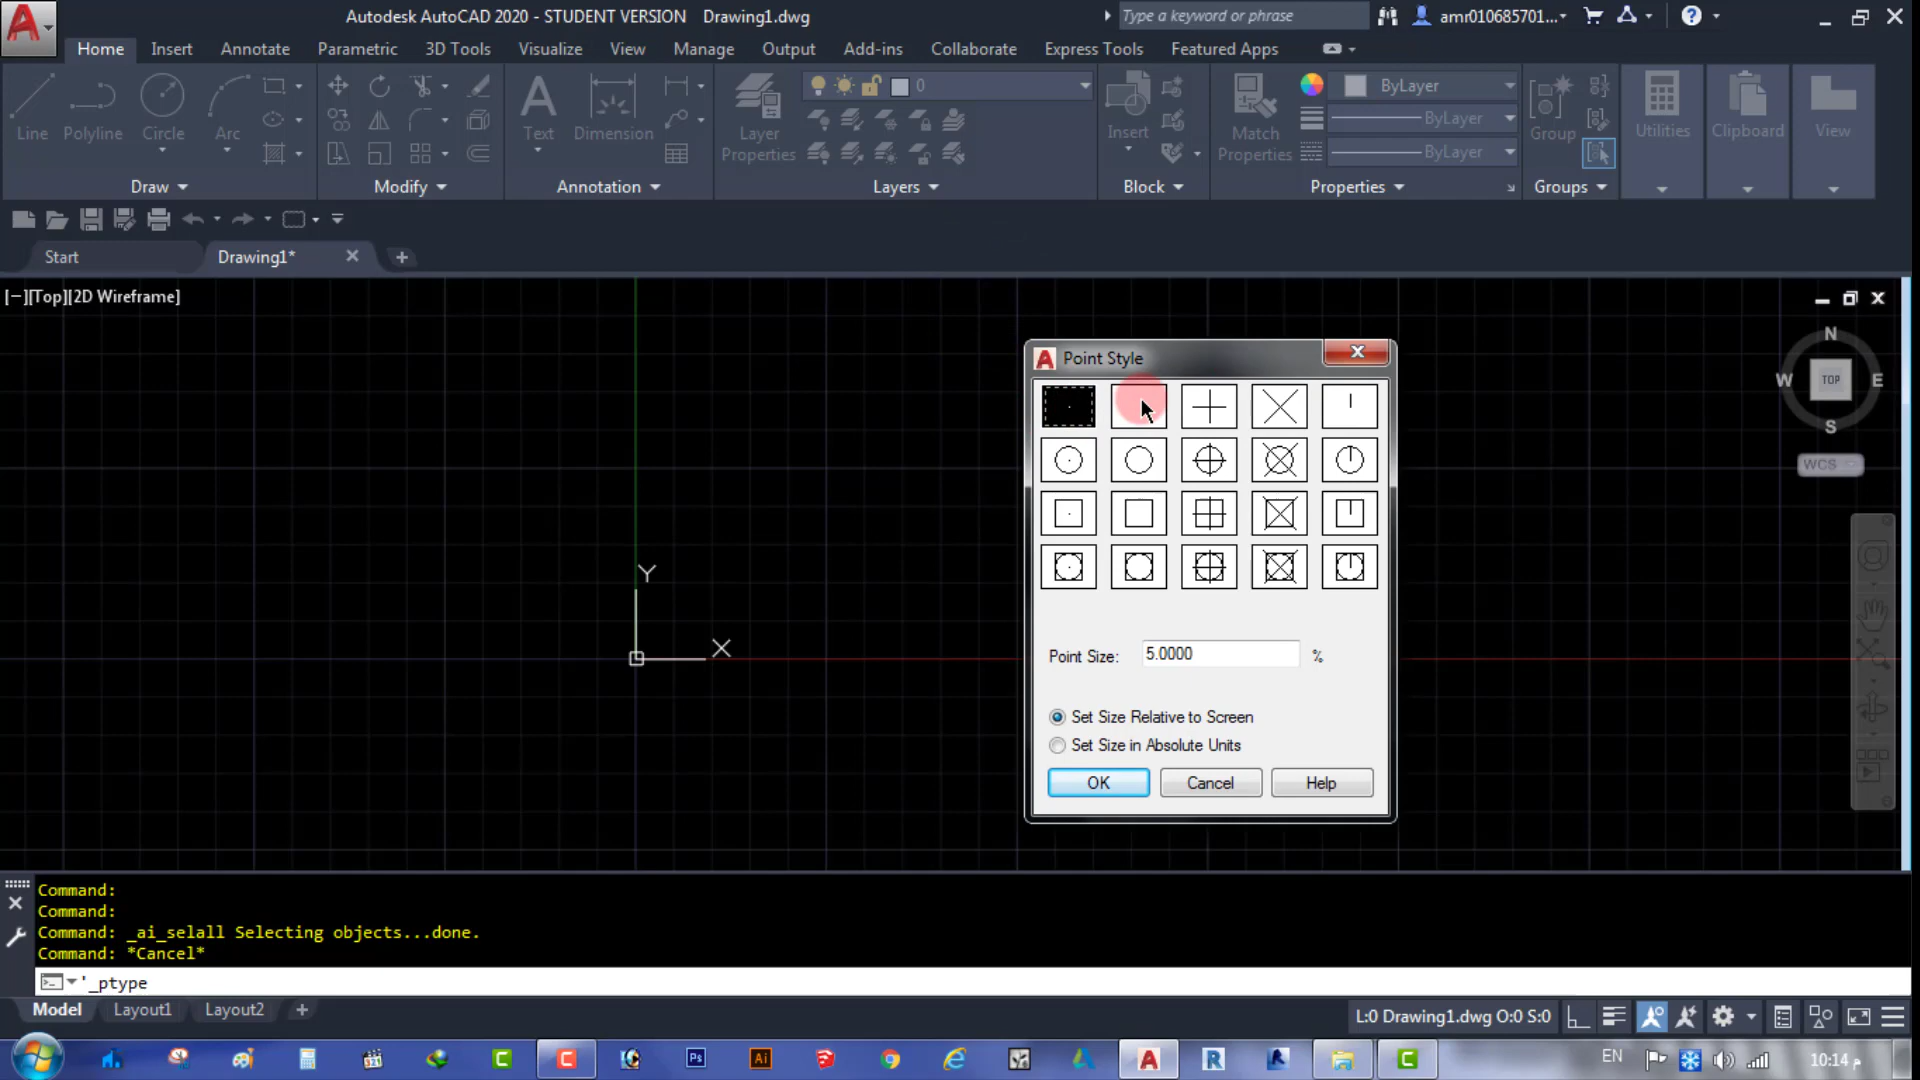 Autodesk AutoCAD 2020 - STUDENT VERSION Drawing1.dwg
Type a keyword or phrase
amr010685701...
Home Insert Annotate Parametric 3D Tools Visualize View Manage Output Add-ins Collaborate Express Tools Featured Apps
0
ByLayer
ByLayer
ByLayer
Line Polyline Circle Arc
Text Dimension
Layer Properties
Insert
Match Properties
Group
Utilities
Clipboard
View
Draw Modify Annotation Layers Block Properties Groups
Start Drawing1*
[−][Top][2D Wireframe]
N
W TOP E
S
WCS
Y
X
Point Style
Point Size: 5.0000 %
Set Size Relative to Screen
Set Size in Absolute Units
OK Cancel Help
Command:
Command:
Command: _ai_selall Selecting objects...done.
Command: *Cancel*
'_ptype
Model Layout1 Layout2 +
L:0 Drawing1.dwg O:0 S:0
Ps Ai
EN
10:14 م